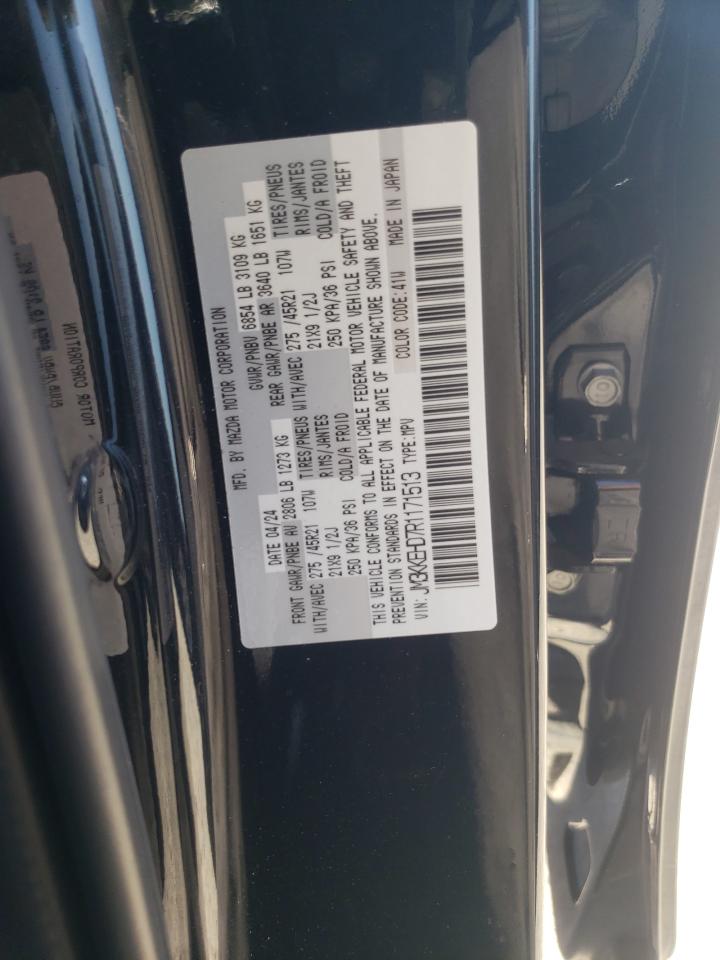 MFD. BY MAZDA MOTOR CORPORATION
DATE 04/24 GVWR/PNBV 6854 LB 3109 KG
FRONT GAWR/PNBE AV 2806 LB 1273 KG REAR GAWR/PNBE AR 3640 LB 1651 KG
WITH/AVEC 275 /45R21 107W TIRES/PNEUS WITH/AVEC 275 /45R21 107W TIRES/PNEUS
21X9 1/2J RIMS/JANTES 21X9 1/2J RIMS/JANTES
250 KPA/36 PSI COLD/A FROID 250 KPA/36 PSI COLD/A FROID
THIS VEHICLE CONFORMS TO ALL APPLICABLE FEDERAL MOTOR VEHICLE SAFETY AND THEFT
PREVENTION STANDARDS IN EFFECT ON THE DATE OF MANUFACTURE SHOWN ABOVE.
VIN: JM3KKEHD7R1171513 TYPE:MPV COLOR CODE:41W MADE IN JAPAN
MOTOR CORPORATION